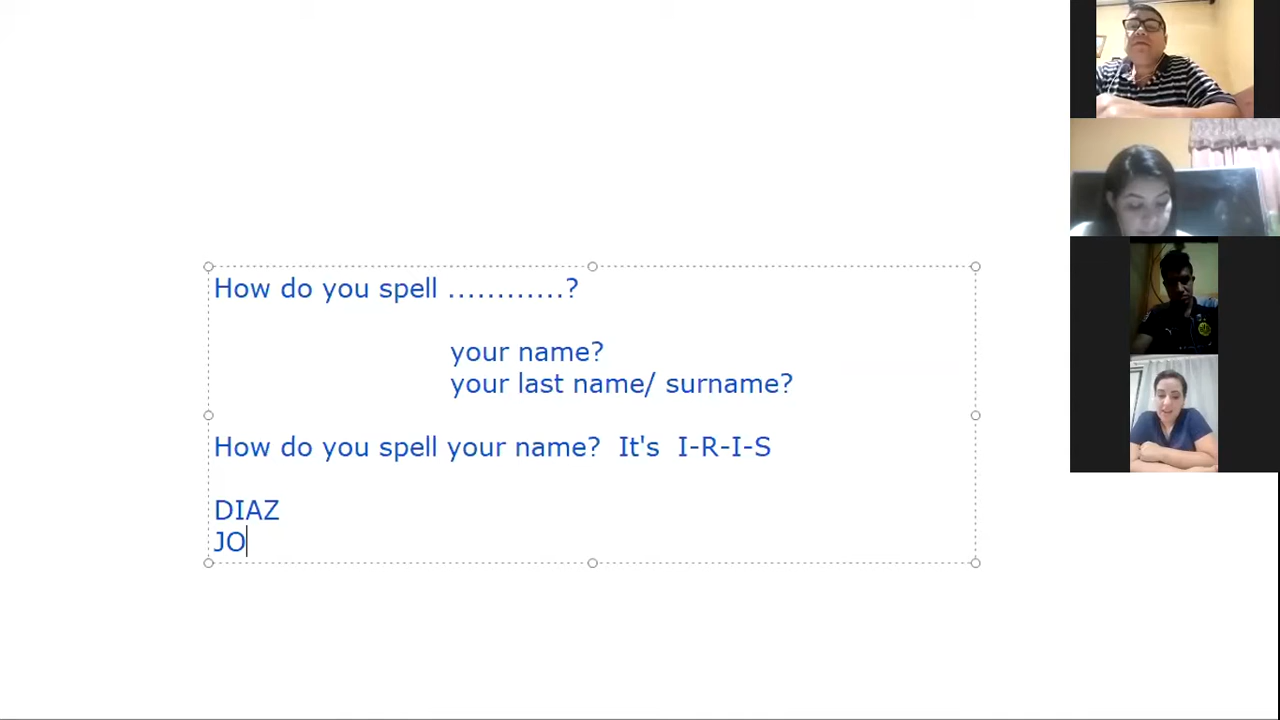 How do you spell ............?
your name?
your last name/ surname?
How do you spell your name?  It's  I-R-I-S
DIAZ
JO